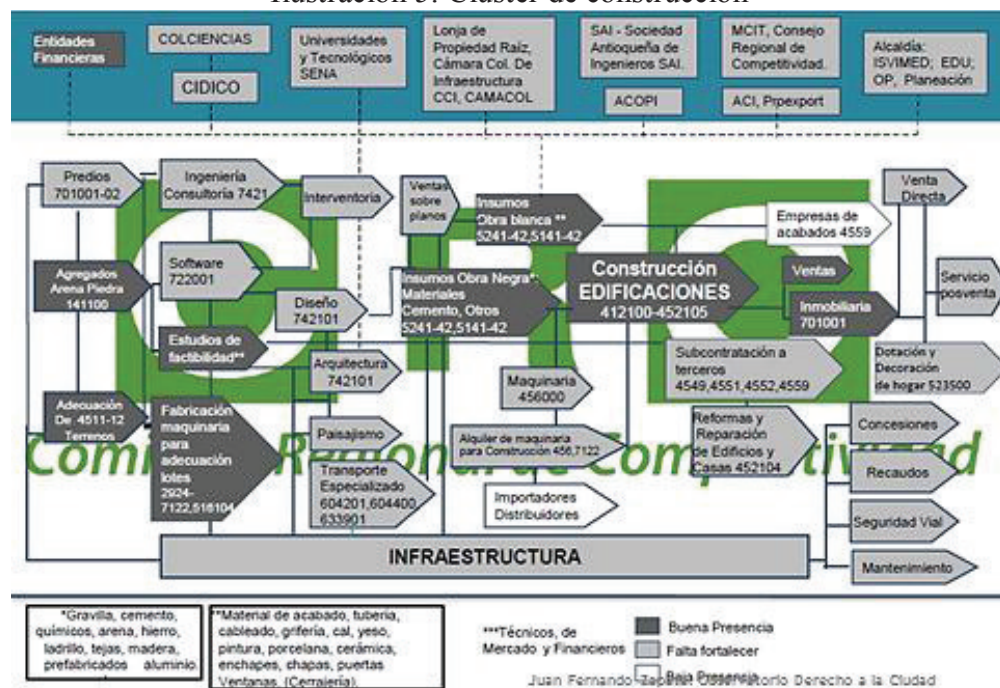 Ilustración 3: Clúster de construcción
Entidades
Financieras
COLCIENCIAS
CIDICO
Universidades
y Tecnológicos
SENA
Lonja de
Propiedad Raíz,
Cámara Col. De
Infraestructura
CCI, CAMACOL
SAI - Sociedad
Antioqueña de
Ingenieros SAI.
ACOPI
MCIT, Consejo
Regional de
Competitividad.
ACI, Prpexport
Alcaldía:
ISVIMED; EDU;
OP, Planeación
Predios
701001-02
Ingeniería
Consultoría 7421
Interventoria
Ventas
sobre
planos
Insumos
Obra blanca **
5241-42,5141-42
Empresas de
acabados 4559
Venta
Directa
Agregados
Arena Piedra
141100
Software
722001
Diseño
742101
Insumos Obra Negra*
Materiales
Cemento, Otros
5241-42,5141-42
Construcción
EDIFICACIONES
412100-452105
Ventas
Inmobiliaria
701001
Servicio
posventa
Estudios de
factibilidad**
Arquitectura
742101
Maquinaria
456000
Subcontratación a
terceros
4549,4551,4552,4559
Dotación y
Decoración
de hogar 523500
Adecuación
De 4511-12
Terrenos
Fabricación
maquinaria
para
adecuación
lotes
2924-
7122,516104
Paisajismo
Alquiler de maquinaria
para Construcción 456,7122
Reformas y
Reparación
de Edificios y
Casas 452104
Concesiones
Regional de
Transporte
Especializado
604201,604400,
633901
Importadores
Distribuidores
Recaudos
Seguridad Vial
Mantenimiento
INFRAESTRUCTURA
*Gravilla, cemento,
químicos, arena, hierro,
ladrillo, tejas, madera,
prefabricados aluminio.
**Material de acabado, tubería,
cableado, grifería, cal, yeso,
pintura, porcelana, cerámica,
enchapes, chapas, puertas
Ventanas. (Cerrajería).
***Técnicos, de
Mercado y Financieros
Buena Presencia
Falta fortalecer
Baja Presencia
Juan Fernando Observatorio Derecho a la Ciudad